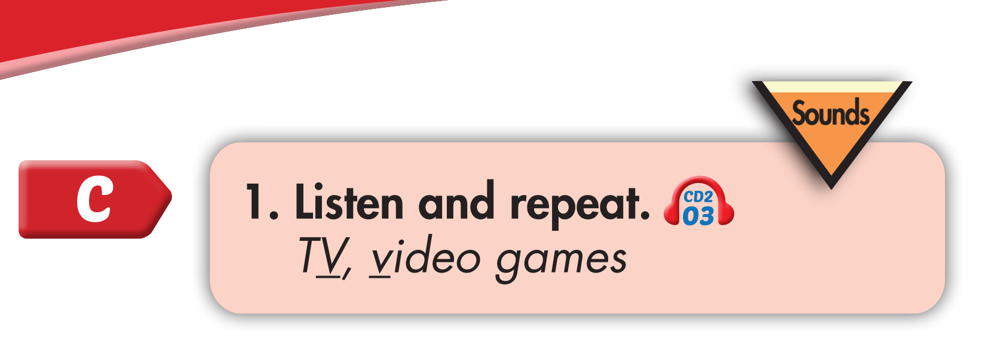 Sounds
C
1. Listen and repeat. CD2 03
TV, video games